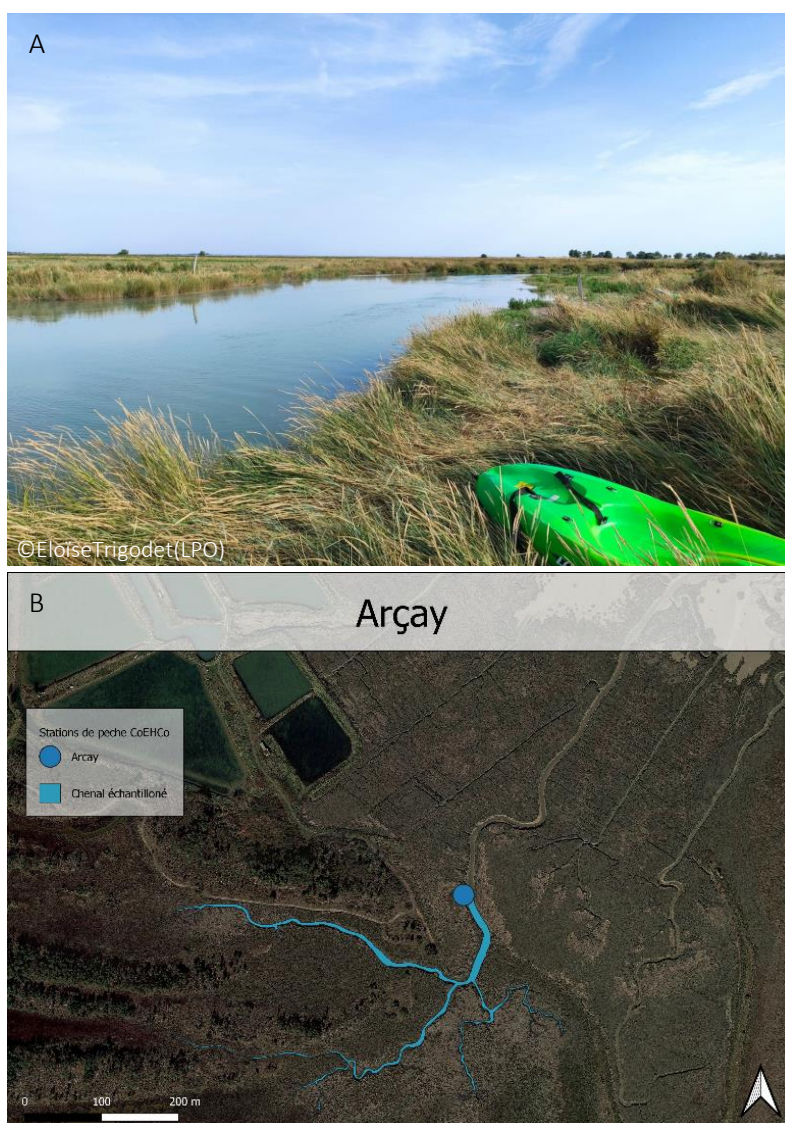 A
©EloïseTrigodet(LPO)
B
Arçay
Stations de peche CoEHCo
Arcay
Chenal échantilloné
0 100 200 m